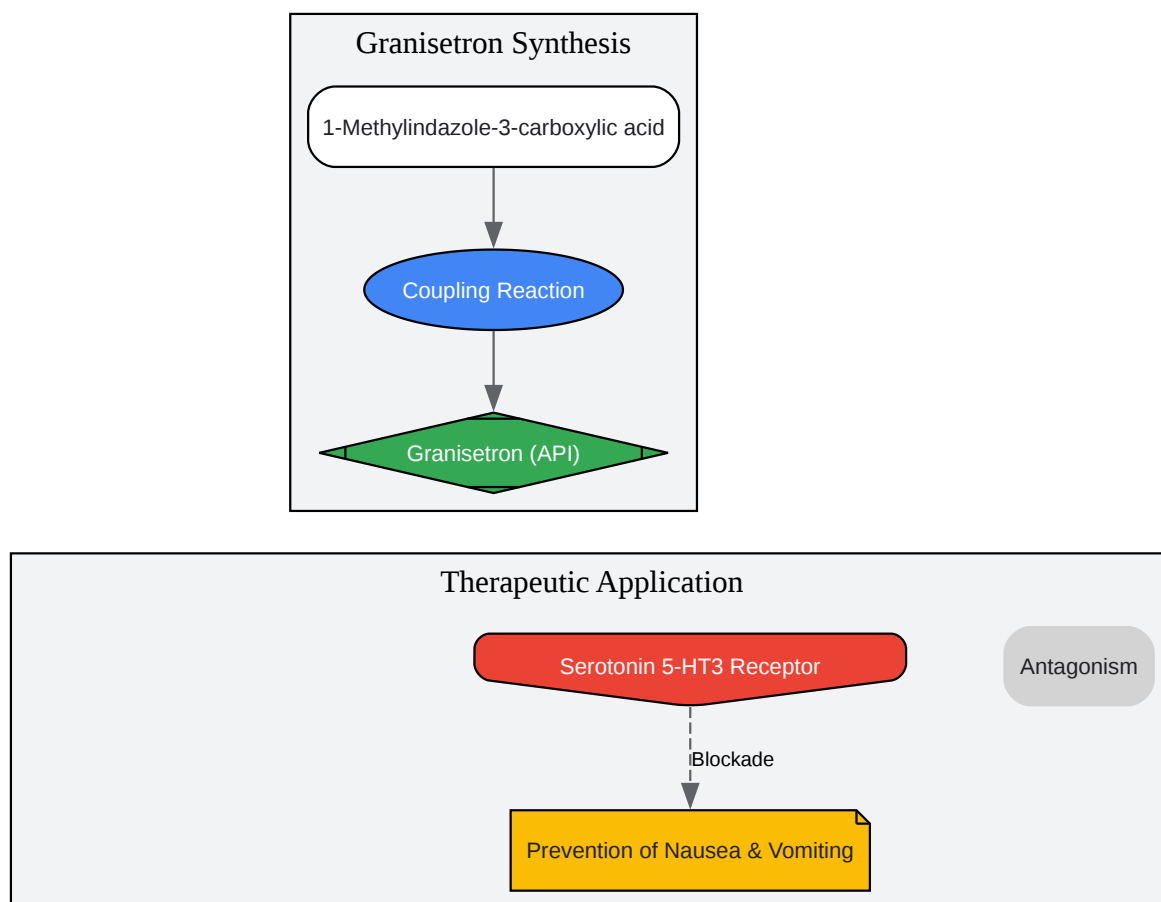 Granisetron Synthesis
1-Methylindazole-3-carboxylic acid
Coupling Reaction
Granisetron (API)
Therapeutic Application
Serotonin 5-HT3 Receptor
Antagonism
Blockade
Prevention of Nausea & Vomiting